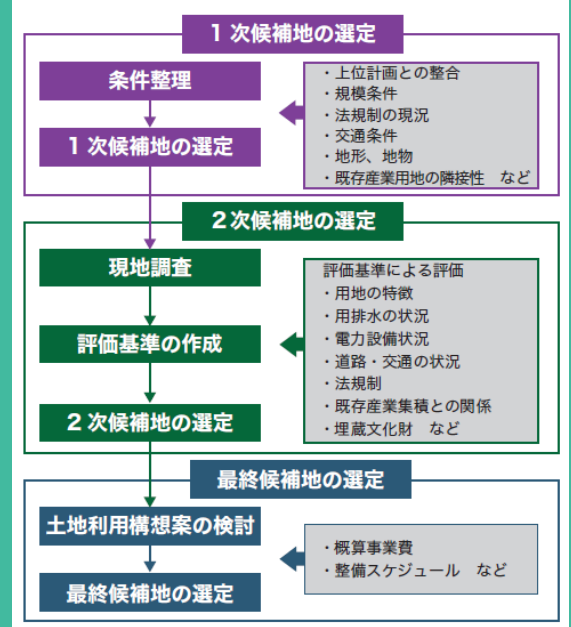 1次候補地の選定
条件整理
1次候補地の選定
・上位計画との整合
・規模条件
・法規制の現況
・交通条件
・地形、地物
・既存産業用地の隣接性　など
2次候補地の選定
現地調査
評価基準の作成
2次候補地の選定
評価基準による評価
・用地の特徴
・用排水の状況
・電力設備状況
・道路・交通の状況
・法規制
・既存産業集積との関係
・埋蔵文化財　など
最終候補地の選定
土地利用構想案の検討
最終候補地の選定
・概算事業費
・整備スケジュール　など